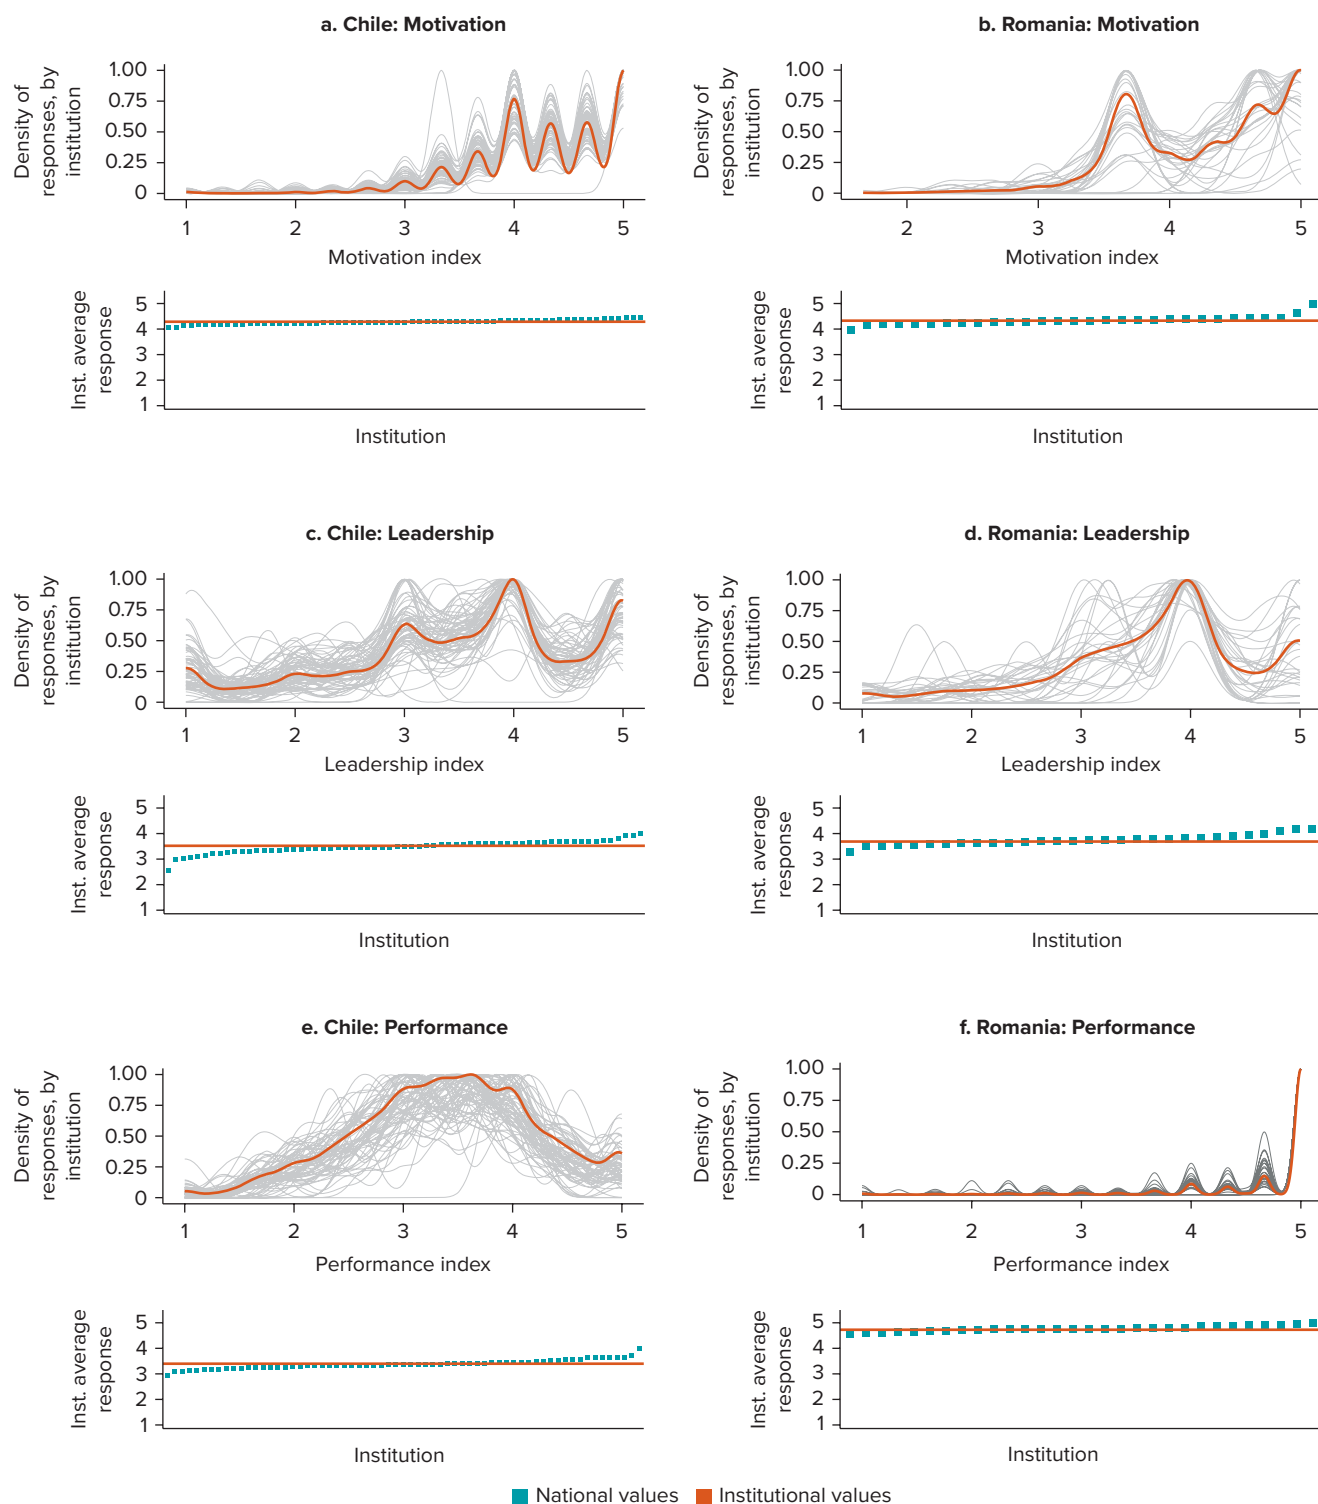 a. Chile: Motivation
Density of
responses, by
institution
1.00
0.75
0.50
0.25
0
1 2 3 4 5
Motivation index
Inst. average
response
5
4
3
2
1
Institution
b. Romania: Motivation
Density of
responses, by
institution
1.00
0.75
0.50
0.25
0
2 3 4 5
Motivation index
Inst. average
response
5
4
3
2
1
Institution
c. Chile: Leadership
Density of
responses, by
institution
1.00
0.75
0.50
0.25
0
1 2 3 4 5
Leadership index
Inst. average
response
5
4
3
2
1
Institution
d. Romania: Leadership
Density of
responses, by
institution
1.00
0.75
0.50
0.25
0
1 2 3 4 5
Leadership index
Inst. average
response
5
4
3
2
1
Institution
e. Chile: Performance
Density of
responses, by
institution
1.00
0.75
0.50
0.25
0
1 2 3 4 5
Performance index
Inst. average
response
5
4
3
2
1
Institution
f. Romania: Performance
Density of
responses, by
institution
1.00
0.75
0.50
0.25
0
1 2 3 4 5
Performance index
Inst. average
response
5
4
3
2
1
Institution
National values Institutional values